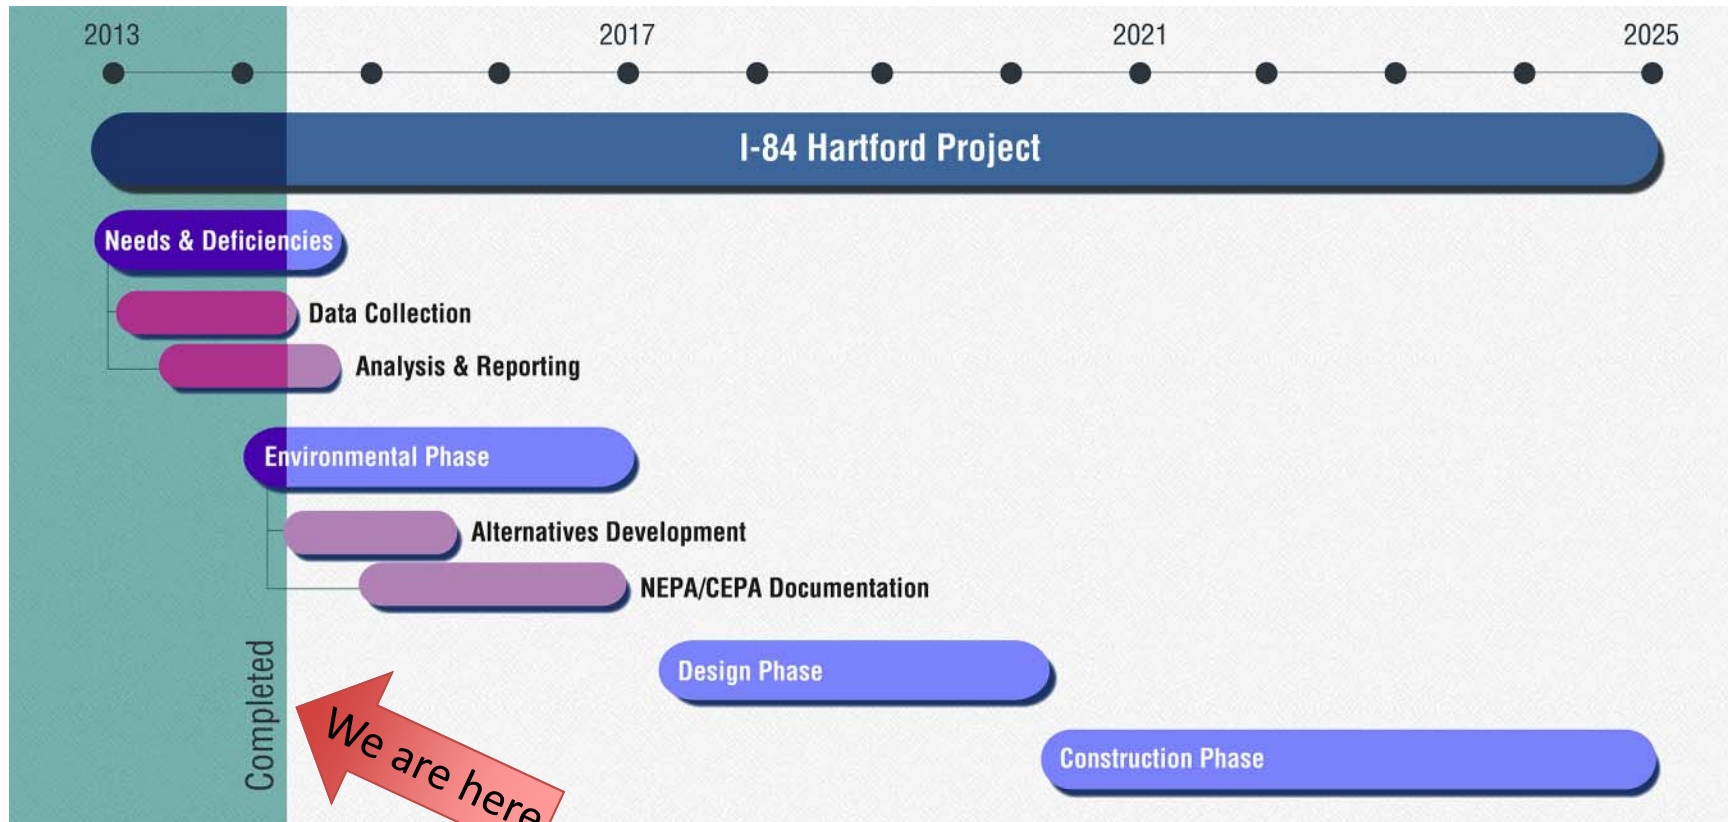 2013 2017 2021 2025
I-84 Hartford Project
Needs & Deficiencies
Data Collection
Analysis & Reporting
Environmental Phase
Alternatives Development
NEPA/CEPA Documentation
Design Phase
Construction Phase
Completed
We are here